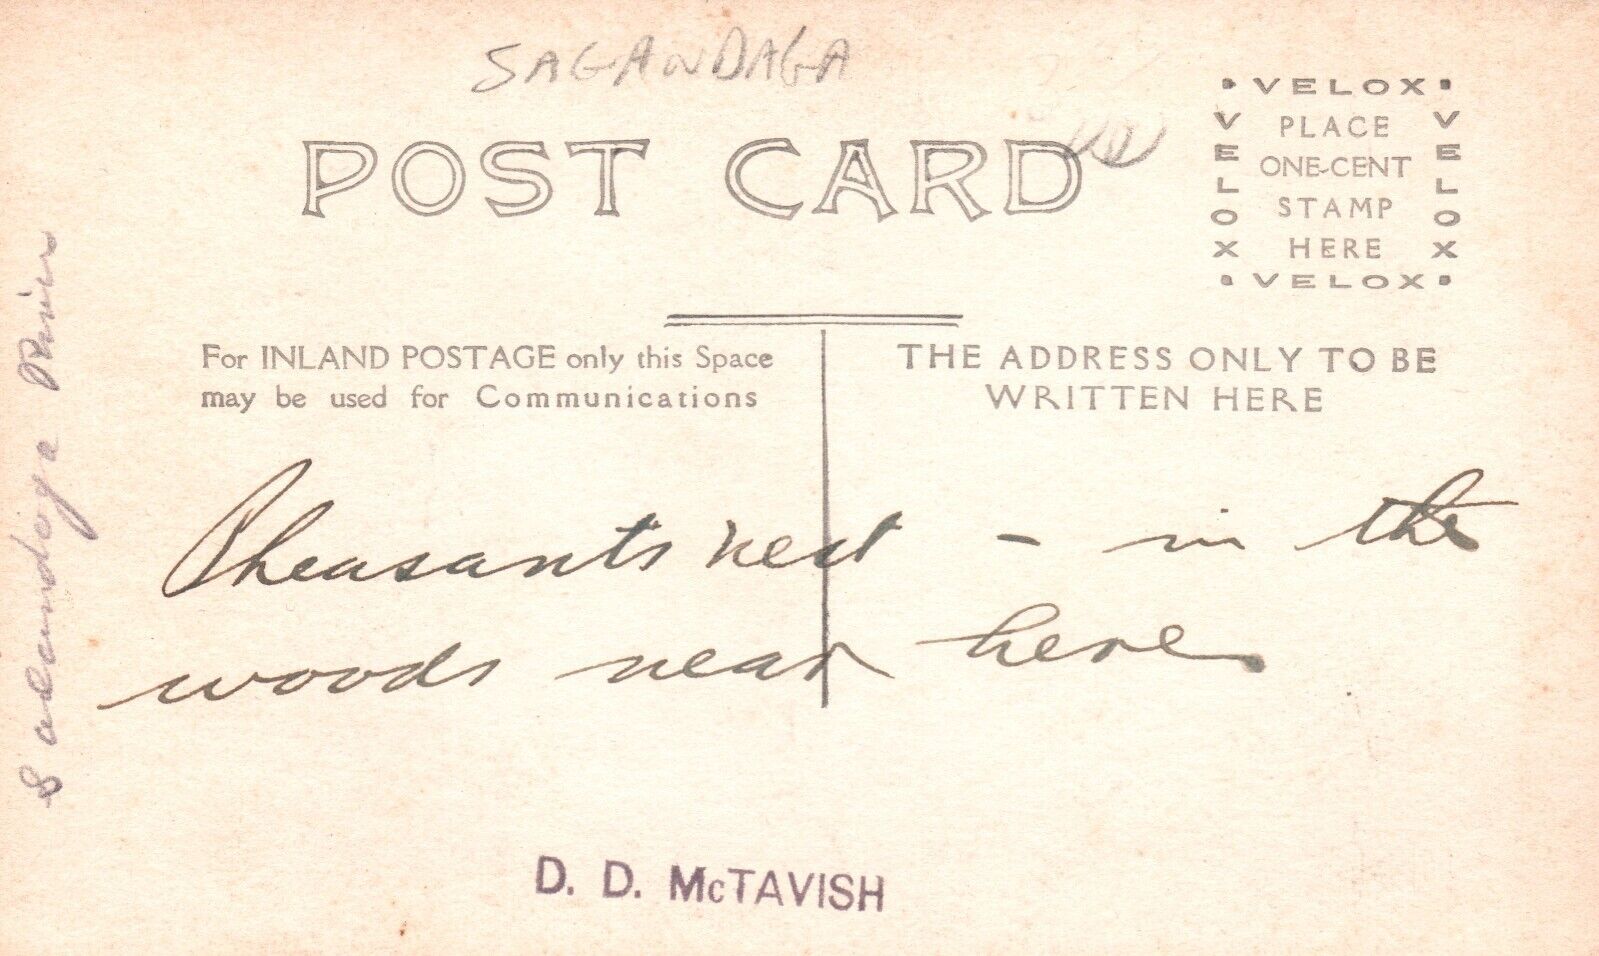 SAGANDAGA
POST CARD
VELOX
VELOX
VELOX
VELOX
PLACE
ONE-CENT
STAMP
HERE
For INLAND POSTAGE only this Space
may be used for Communications
THE ADDRESS ONLY TO BE
WRITTEN HERE
Pheasants nest - in the
woods near here
D. D. McTAVISH